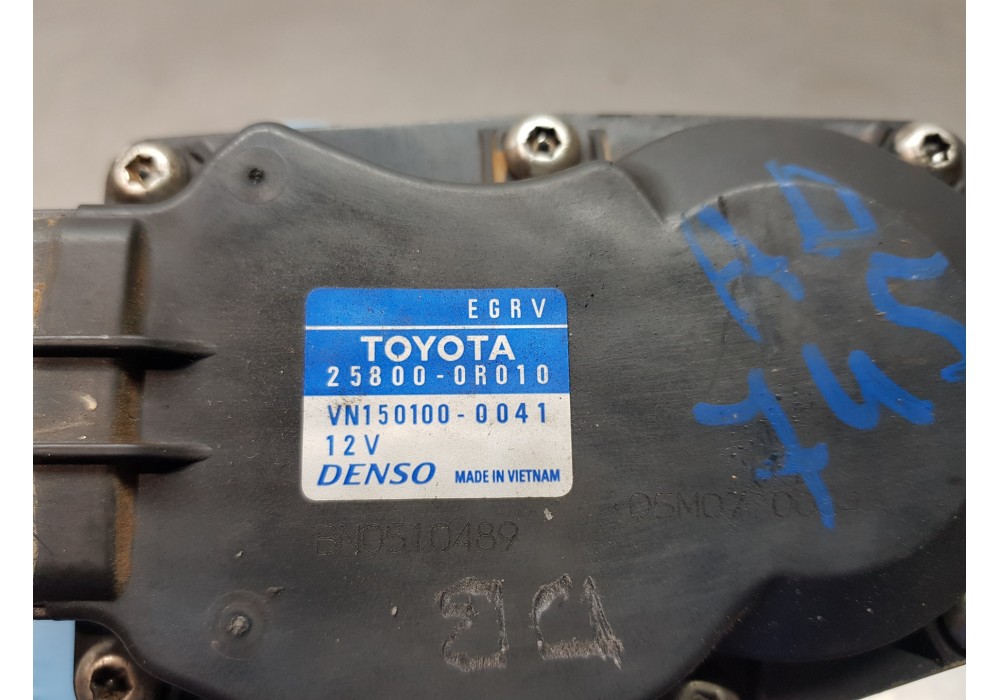 EGRV
TOYOTA
25800-0R010
VN150100-0041
12V
DENSO MADE IN VIETNAM
BN0510489